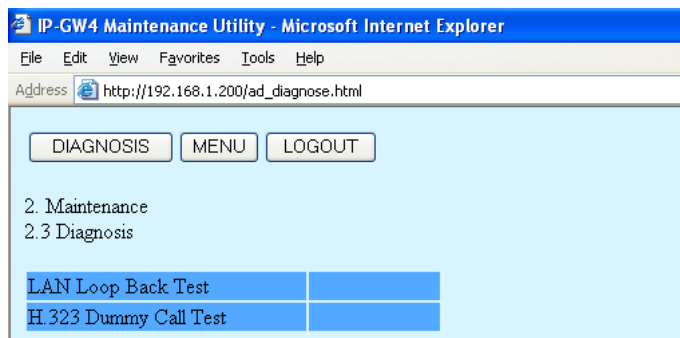 IP-GW4 Maintenance Utility - Microsoft Internet Explorer
File Edit View Favorites Tools Help
Address http://192.168.1.200/ad_diagnose.html
DIAGNOSIS MENU LOGOUT
2. Maintenance
2.3 Diagnosis
LAN Loop Back Test
H.323 Dummy Call Test